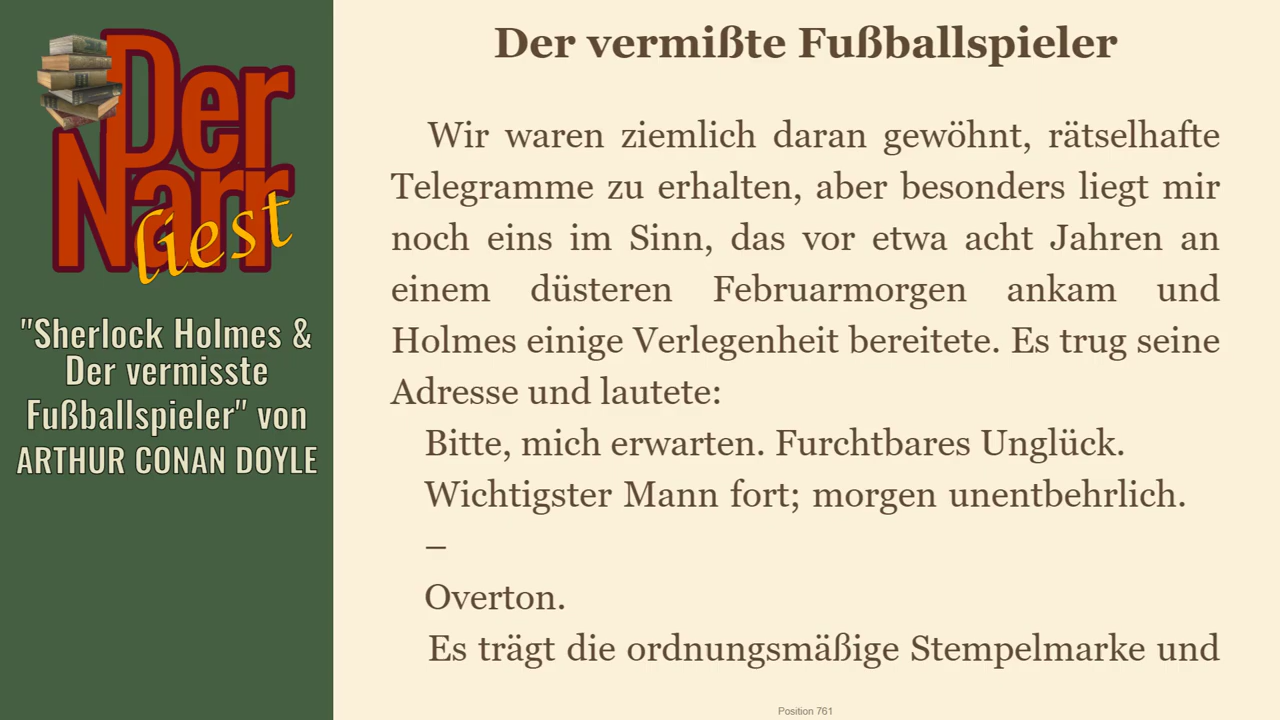 Der
Narr
liest
"Sherlock Holmes &
Der vermisste
Fußballspieler" von
ARTHUR CONAN DOYLE
Der vermißte Fußballspieler
Wir waren ziemlich daran gewöhnt, rätselhafte
Telegramme zu erhalten, aber besonders liegt mir
noch eins im Sinn, das vor etwa acht Jahren an
einem düsteren Februarmorgen ankam und
Holmes einige Verlegenheit bereitete. Es trug seine
Adresse und lautete:
Bitte, mich erwarten. Furchtbares Unglück.
Wichtigster Mann fort; morgen unentbehrlich.
–
Overton.
Es trägt die ordnungsmäßige Stempelmarke und
Position 761